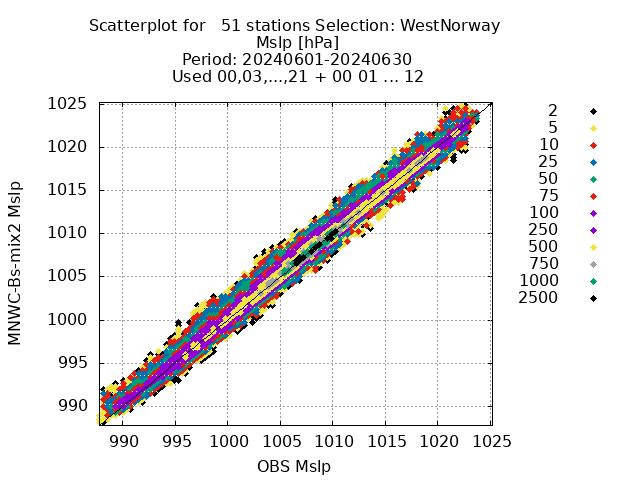 Scatterplot for   51 stations Selection: WestNorway
Mslp [hPa]
Period: 20240601-20240630
Used 00,03,...,21 + 00 01 ... 12
MNWC-Bs-mix2 Mslp
1025
1020
1015
1010
1005
1000
995
990
990 995 1000 1005 1010 1015 1020 1025
OBS Mslp
2
5
10
25
50
75
100
250
500
750
1000
2500